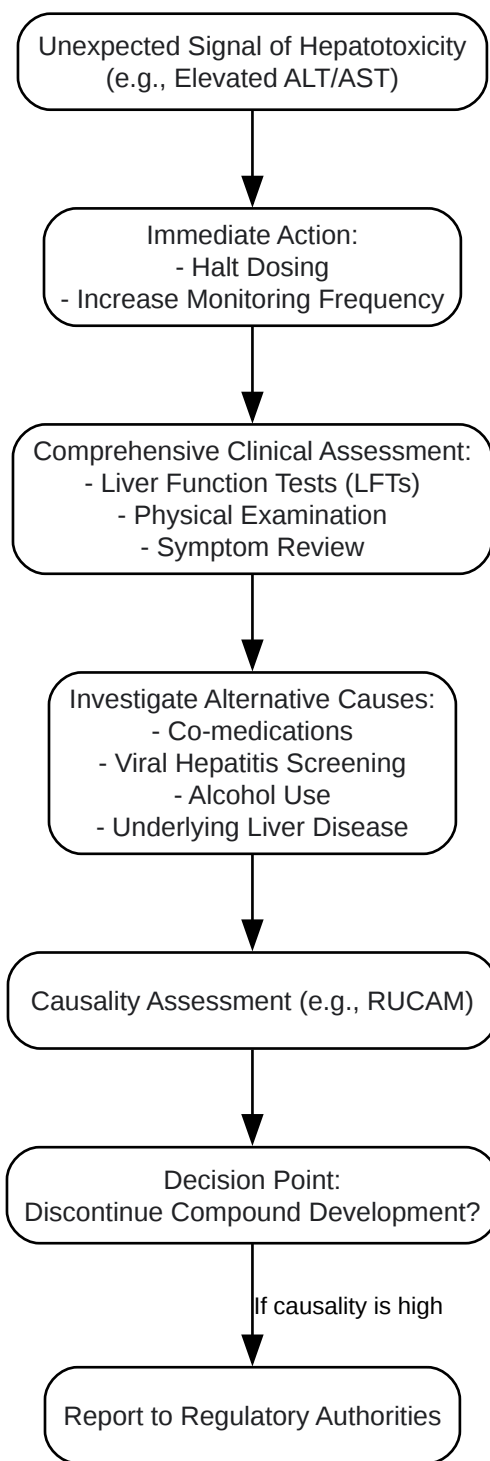 Unexpected Signal of Hepatotoxicity
(e.g., Elevated ALT/AST)
Immediate Action:
- Halt Dosing
- Increase Monitoring Frequency
Comprehensive Clinical Assessment:
- Liver Function Tests (LFTs)
- Physical Examination
- Symptom Review
Investigate Alternative Causes:
- Co-medications
- Viral Hepatitis Screening
- Alcohol Use
- Underlying Liver Disease
Causality Assessment (e.g., RUCAM)
Decision Point:
Discontinue Compound Development?
If causality is high
Report to Regulatory Authorities